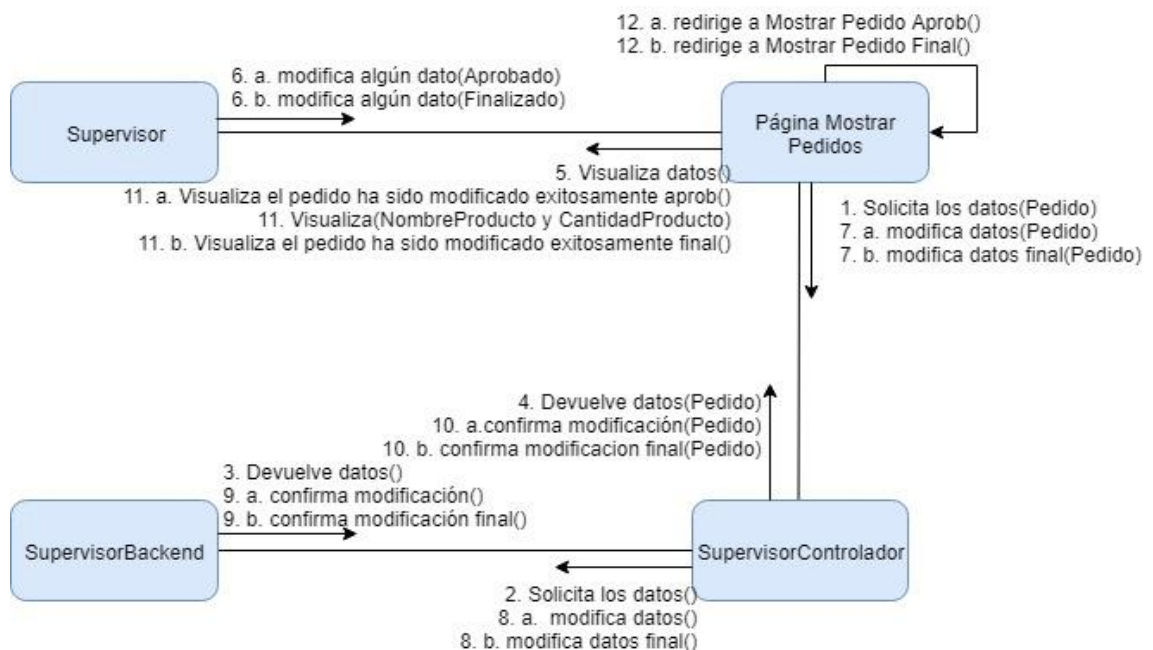 12. a. redirige a Mostrar Pedido Aprob()
12. b. redirige a Mostrar Pedido Final()
6. a. modifica algún dato(Aprobado)
6. b. modifica algún dato(Finalizado)
Supervisor
Página Mostrar
Pedidos
5. Visualiza datos()
11. a. Visualiza el pedido ha sido modificado exitosamente aprob()
11. Visualiza(NombreProducto y CantidadProducto)
11. b. Visualiza el pedido ha sido modificado exitosamente final()
1. Solicita los datos(Pedido)
7. a. modifica datos(Pedido)
7. b. modifica datos final(Pedido)
4. Devuelve datos(Pedido)
10. a.confirma modificación(Pedido)
10. b. confirma modificacion final(Pedido)
3. Devuelve datos()
9. a. confirma modificación()
9. b. confirma modificación final()
SupervisorBackend
SupervisorControlador
2. Solicita los datos()
8. a. modifica datos()
8. b. modifica datos final()